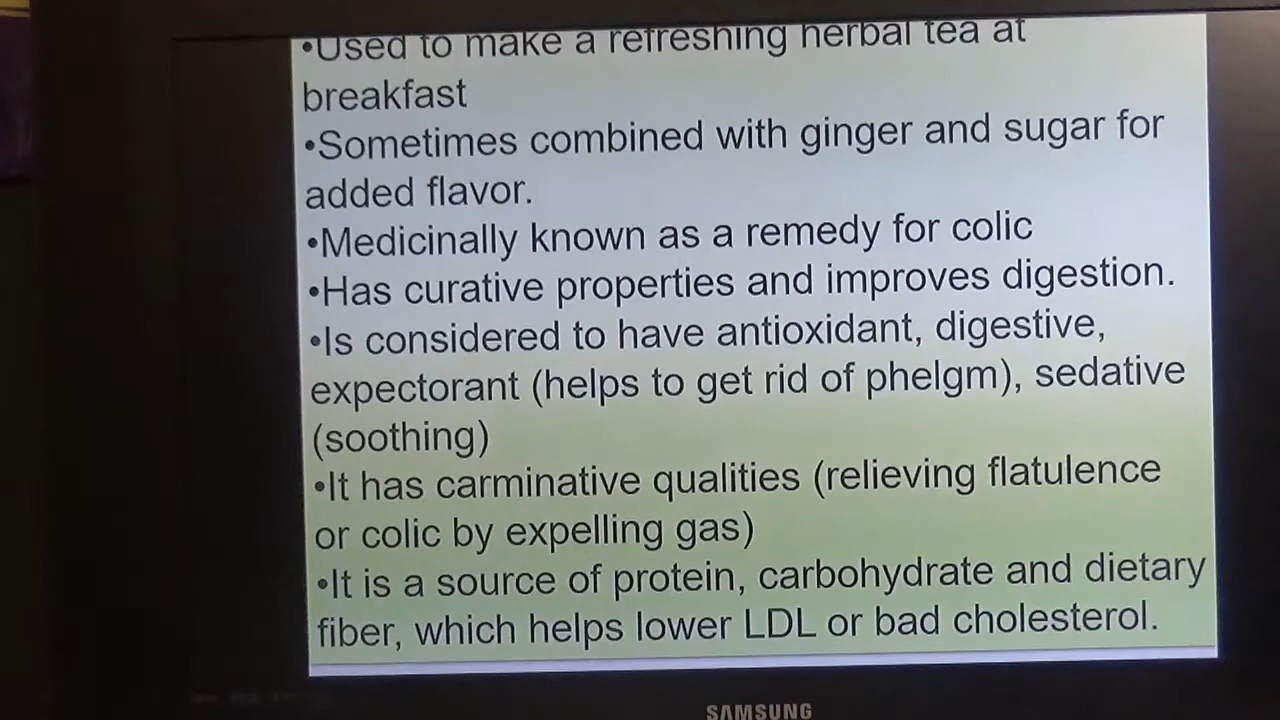 •Used to make a refreshing herbal tea at
breakfast
•Sometimes combined with ginger and sugar for
added flavor.
•Medicinally known as a remedy for colic
•Has curative properties and improves digestion.
•Is considered to have antioxidant, digestive,
expectorant (helps to get rid of phelgm), sedative
(soothing)
•It has carminative qualities (relieving flatulence
or colic by expelling gas)
•It is a source of protein, carbohydrate and dietary
fiber, which helps lower LDL or bad cholesterol.
SAMSUNG